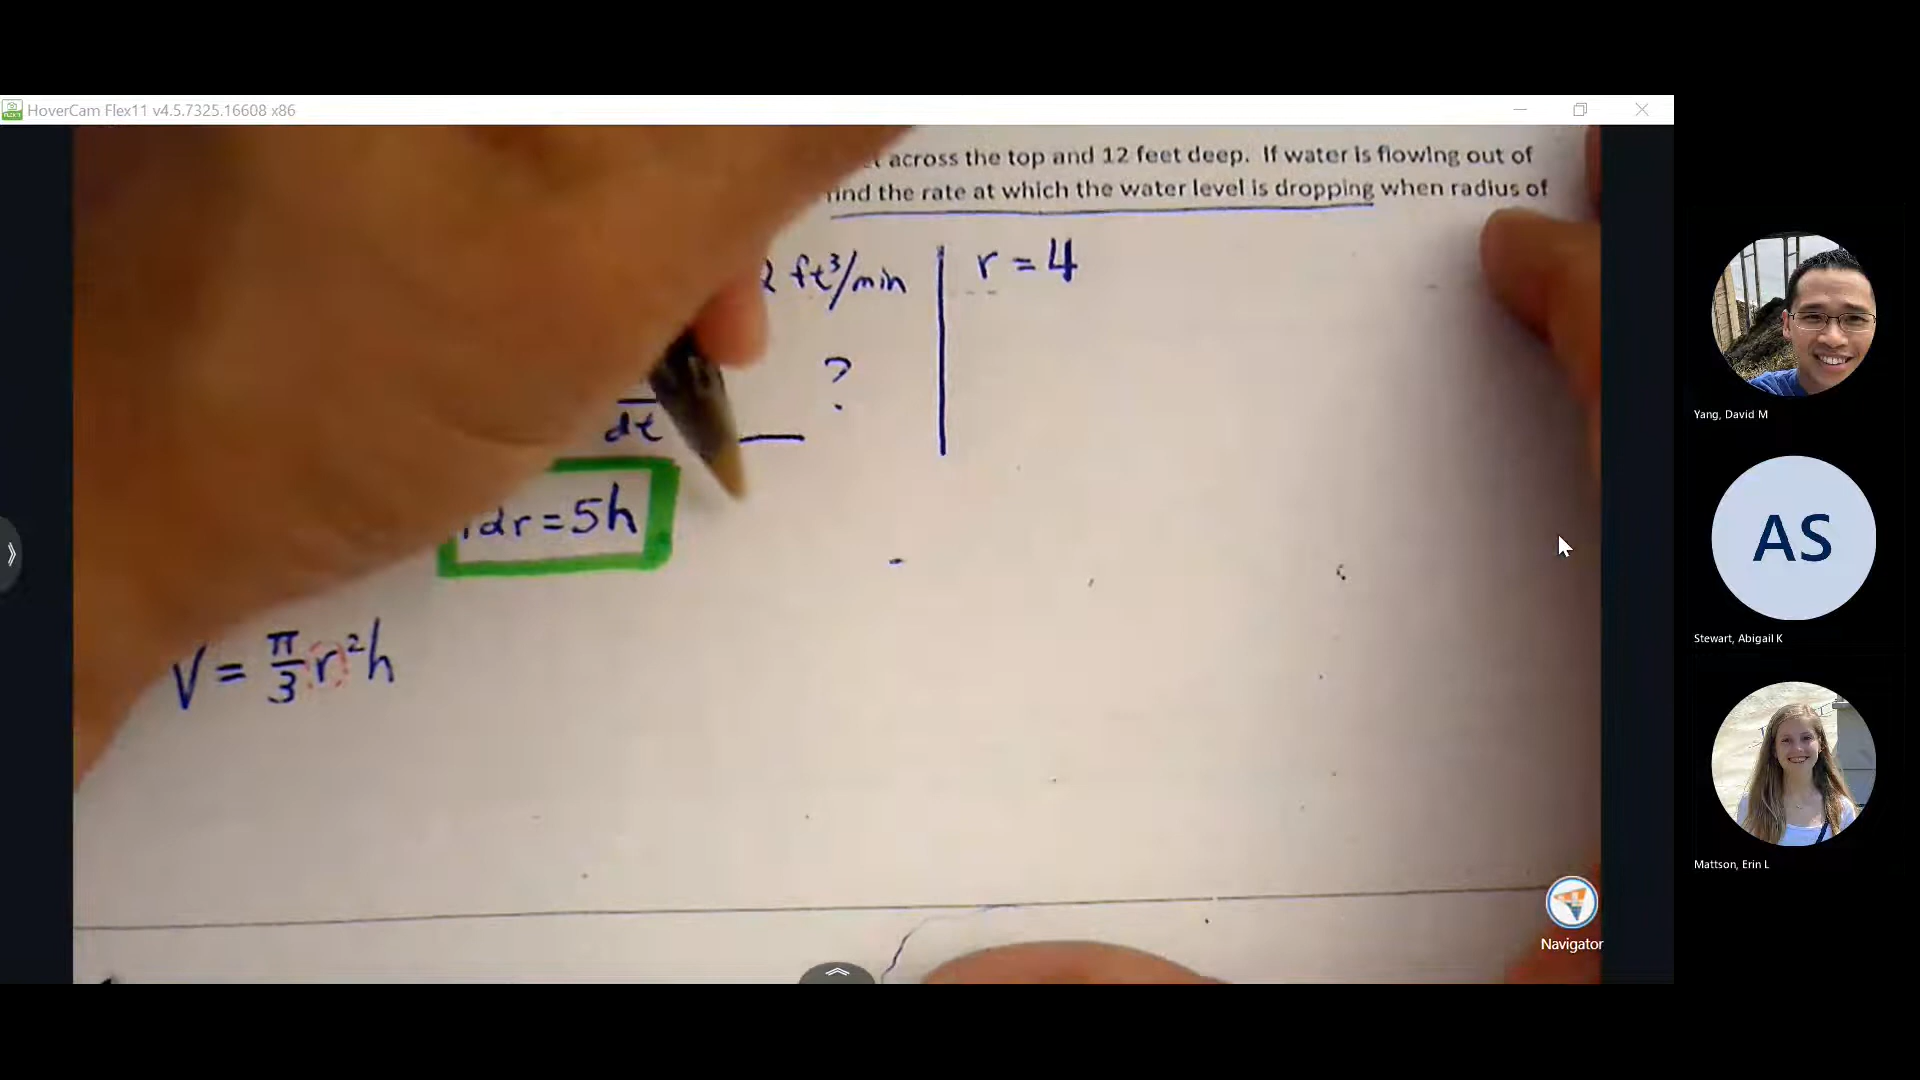 HoverCam Flex11 v4.5.7325.16608 x86
across the top and 12 feet deep. If water is flowing out of
find the rate at which the water level is dropping when radius of
2 ft³/min
r = 4
?
dt
dr = 5h
V = π/3 r²h
Navigator
Yang, David M
AS
Stewart, Abigail K
Mattson, Erin L